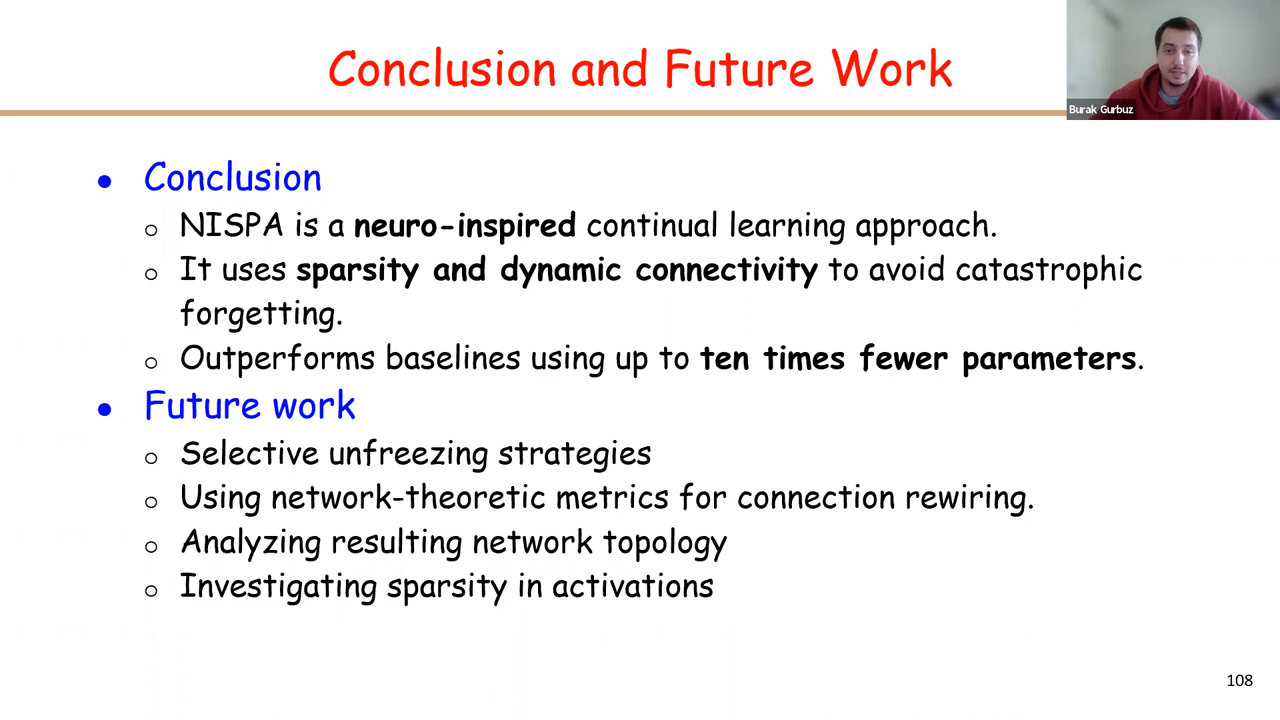 Conclusion and Future Work
Burak Gurbuz
● Conclusion
o NISPA is a neuro-inspired continual learning approach.
o It uses sparsity and dynamic connectivity to avoid catastrophic
forgetting.
o Outperforms baselines using up to ten times fewer parameters.
● Future work
o Selective unfreezing strategies
o Using network-theoretic metrics for connection rewiring.
o Analyzing resulting network topology
o Investigating sparsity in activations
108